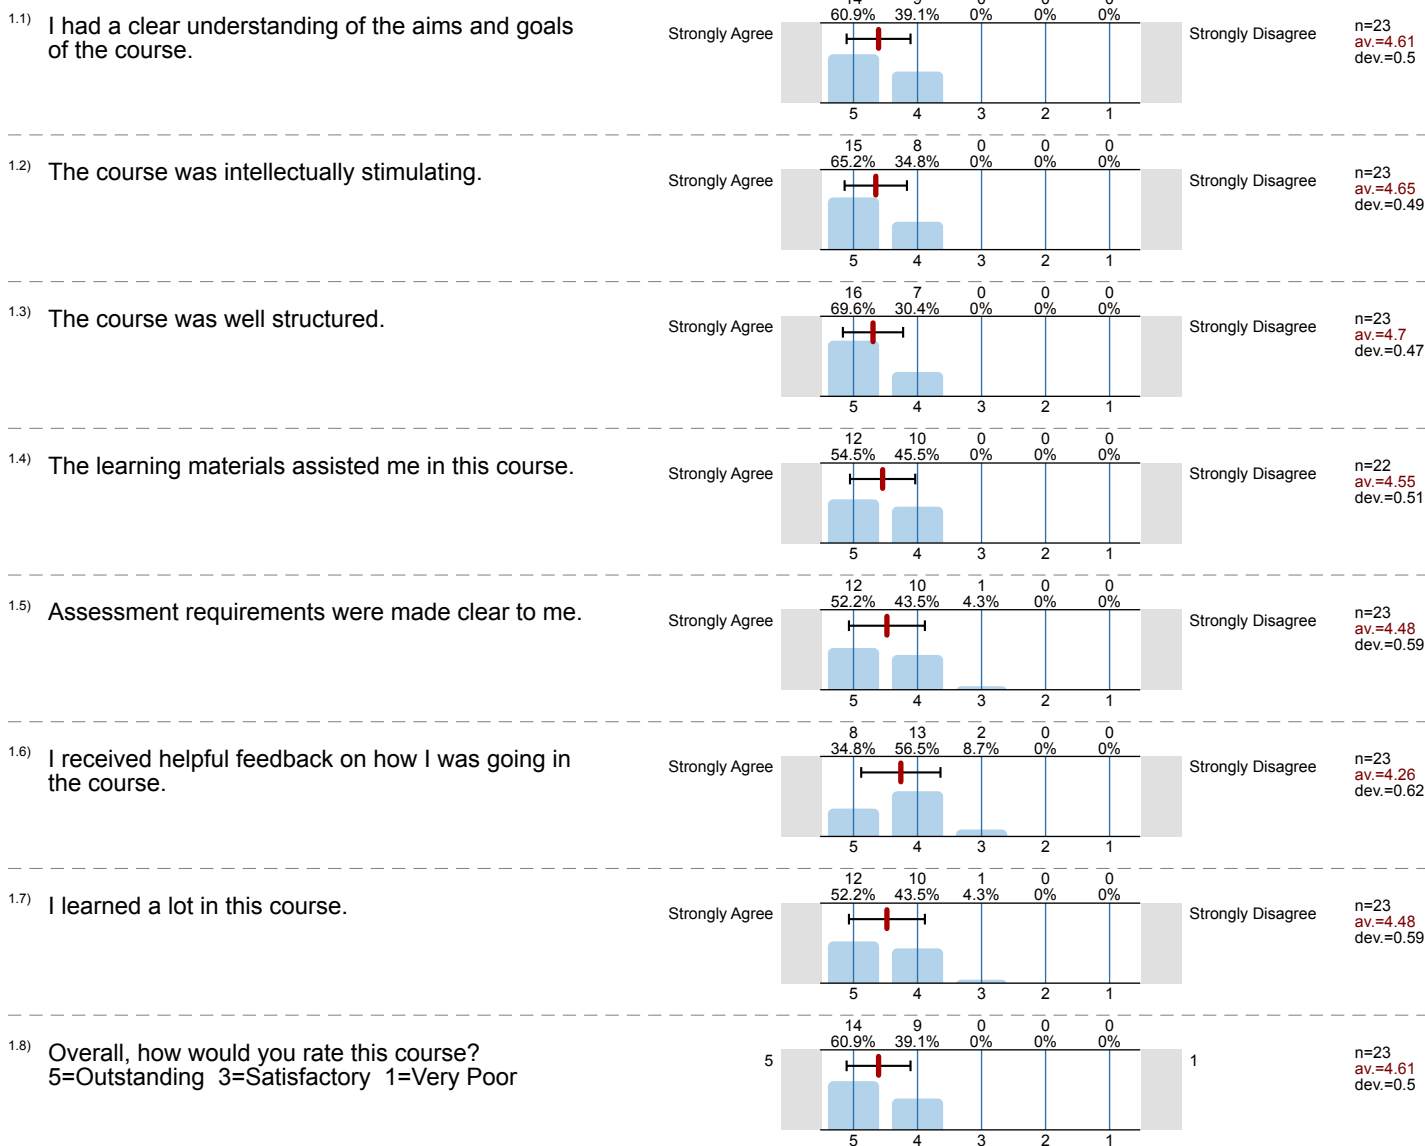 14 9 0 0 0
60.9% 39.1% 0% 0% 0%
1.1) I had a clear understanding of the aims and goals
of the course.
Strongly Agree
Strongly Disagree
n=23
av.=4.61
dev.=0.5
5 4 3 2 1
15 8 0 0 0
65.2% 34.8% 0% 0% 0%
1.2) The course was intellectually stimulating.
Strongly Agree
Strongly Disagree
n=23
av.=4.65
dev.=0.49
5 4 3 2 1
16 7 0 0 0
69.6% 30.4% 0% 0% 0%
1.3) The course was well structured.
Strongly Agree
Strongly Disagree
n=23
av.=4.7
dev.=0.47
5 4 3 2 1
12 10 0 0 0
54.5% 45.5% 0% 0% 0%
1.4) The learning materials assisted me in this course.
Strongly Agree
Strongly Disagree
n=22
av.=4.55
dev.=0.51
5 4 3 2 1
12 10 1 0 0
52.2% 43.5% 4.3% 0% 0%
1.5) Assessment requirements were made clear to me.
Strongly Agree
Strongly Disagree
n=23
av.=4.48
dev.=0.59
5 4 3 2 1
8 13 2 0 0
34.8% 56.5% 8.7% 0% 0%
1.6) I received helpful feedback on how I was going in
the course.
Strongly Agree
Strongly Disagree
n=23
av.=4.26
dev.=0.62
5 4 3 2 1
12 10 1 0 0
52.2% 43.5% 4.3% 0% 0%
1.7) I learned a lot in this course.
Strongly Agree
Strongly Disagree
n=23
av.=4.48
dev.=0.59
5 4 3 2 1
14 9 0 0 0
60.9% 39.1% 0% 0% 0%
1.8) Overall, how would you rate this course?
5=Outstanding 3=Satisfactory 1=Very Poor
5
1
n=23
av.=4.61
dev.=0.5
5 4 3 2 1